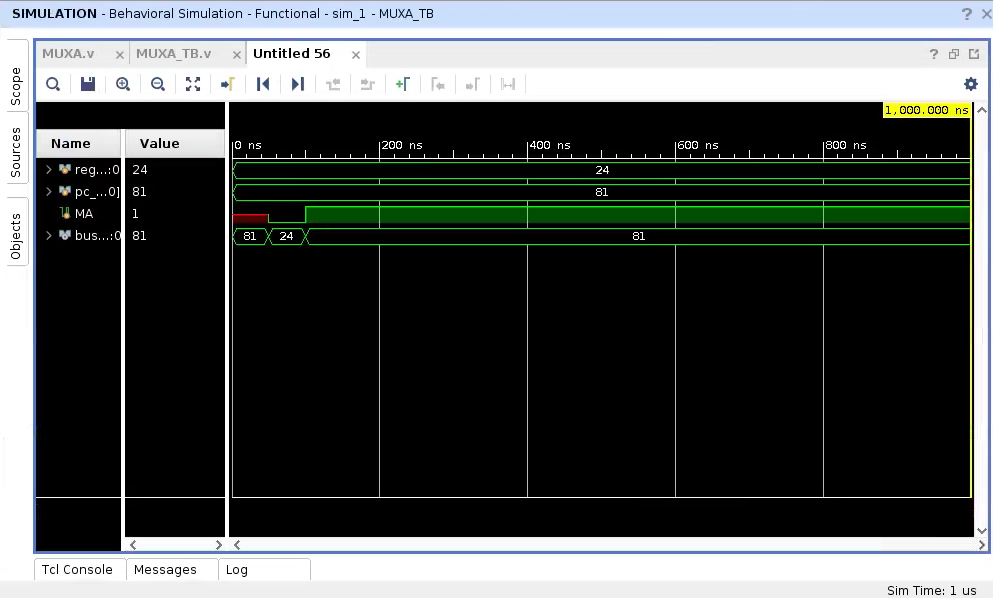 SIMULATION - Behavioral Simulation - Functional - sim_1 - MUXA_TB
? ×
MUXA.v × MUXA_TB.v × Untitled 56 ×
?
Scope
Sources
Objects
1,000.000 ns
Name Value
0 ns 200 ns 400 ns 600 ns 800 ns
reg...:0 24 24
pc_...0] 81 81
MA 1
bus...:0 81 81 24 81
Tcl Console Messages Log
Sim Time: 1 us